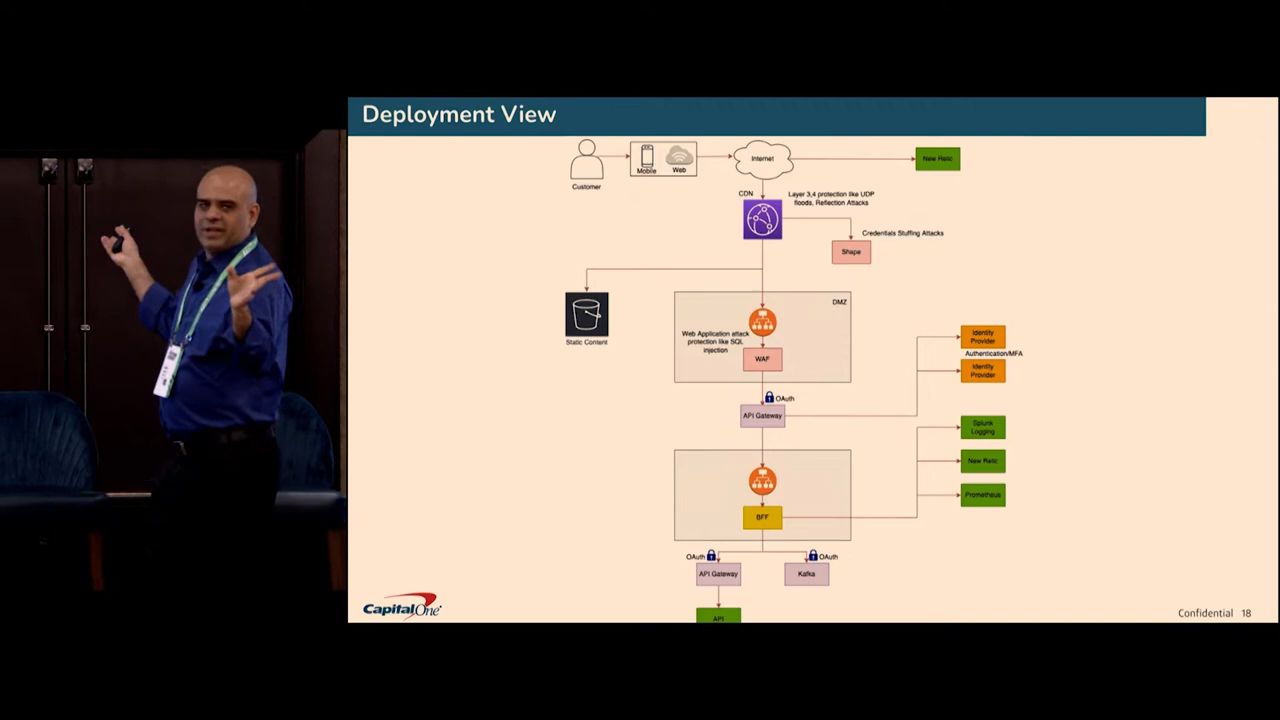 Deployment View
Customer
Mobile
Web
Internet
New Relic
CDN
Layer 3,4 protection like UDP
floods, Reflection Attacks
Credentials Stuffing Attacks
Shape
Static Content
DMZ
Web Application attack
protection like SQL
injection
WAF
Identity
Provider
Authentication/MFA
Identity
Provider
OAuth
API Gateway
Splunk
Logging
New Relic
Prometheus
BFF
OAuth
OAuth
API Gateway
Kafka
API
Capital One
Confidential 18